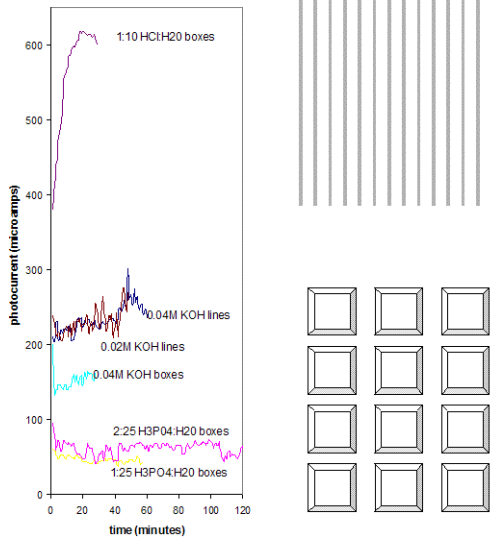 600
1:10 HCl:H20 boxes
500
400
photocurrent (microamps)
300
0.04M KOH lines
200
0.02M KOH lines
0.04M KOH boxes
100
2:25 H3P04:H20 boxes
1:25 H3PO4:H20 boxes
0
0 20 40 60 80 100 120
time (minutes)